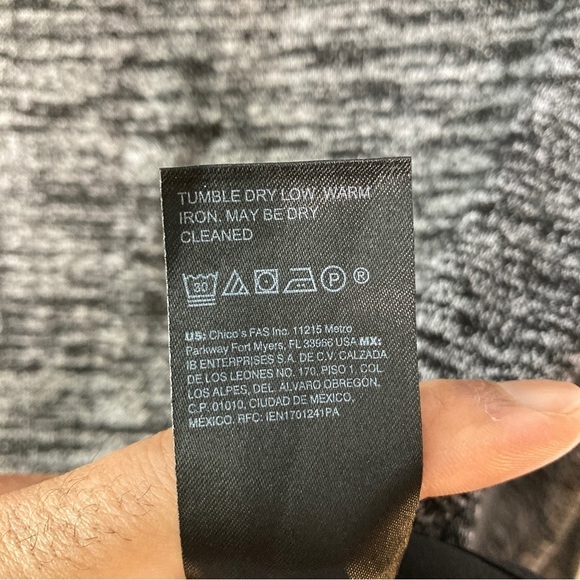 TUMBLE DRY LOW. WARM
IRON. MAY BE DRY
CLEANED
30 P ®
US: Chico's FAS Inc. 11215 Metro
Parkway Fort Myers, FL 33966 USA MX:
IB ENTERPRISES S.A. DE C.V. CALZADA
DE LOS LEONES NO. 170, PISO 1. COL
LOS ALPES, DEL. ALVARO OBREGON,
C.P. 01010, CIUDAD DE MEXICO,
MEXICO. RFC: IEN1701241PA